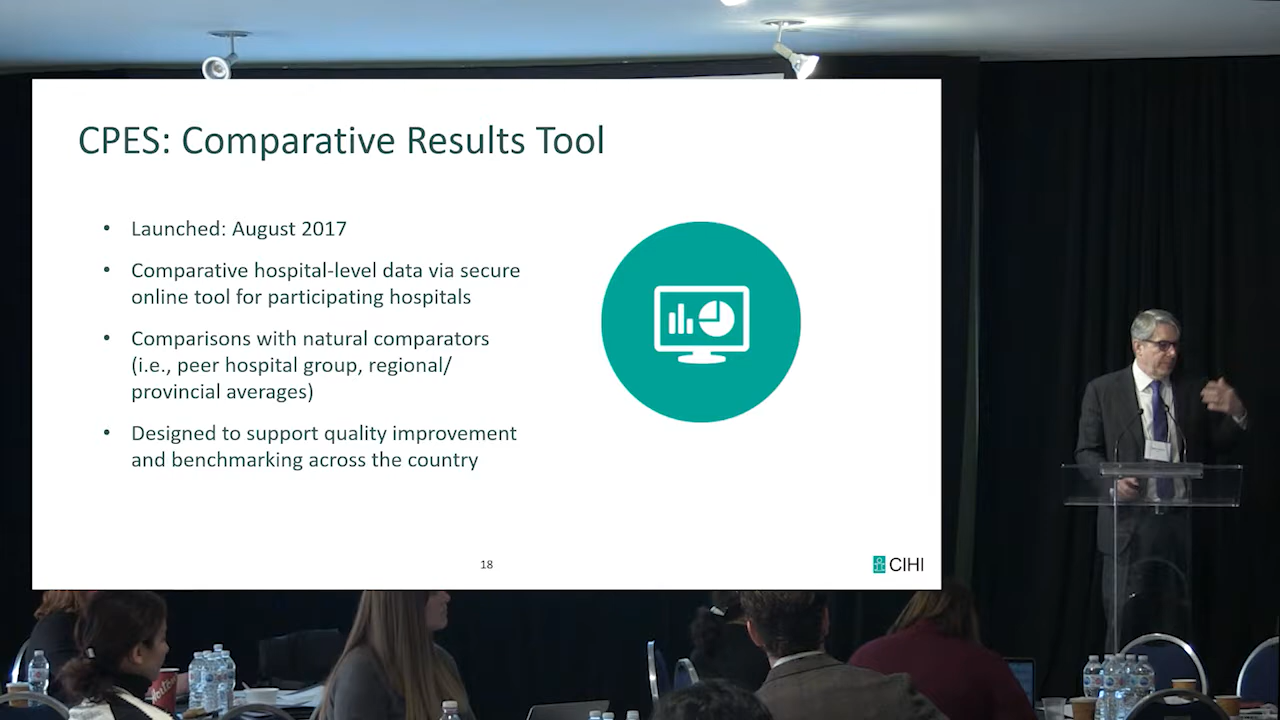 CPES: Comparative Results Tool
• Launched: August 2017
• Comparative hospital-level data via secure
online tool for participating hospitals
• Comparisons with natural comparators
(i.e., peer hospital group, regional/
provincial averages)
• Designed to support quality improvement
and benchmarking across the country
18
CIHI